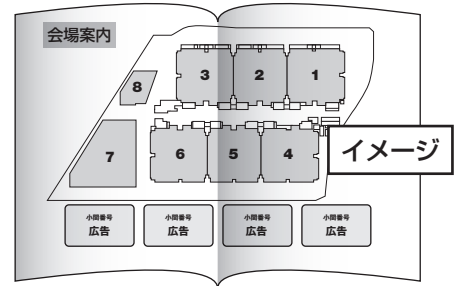 会場案内
3 2 1
8
7 6 5 4
イメージ
小間番号
広告
小間番号
広告
小間番号
広告
小間番号
広告